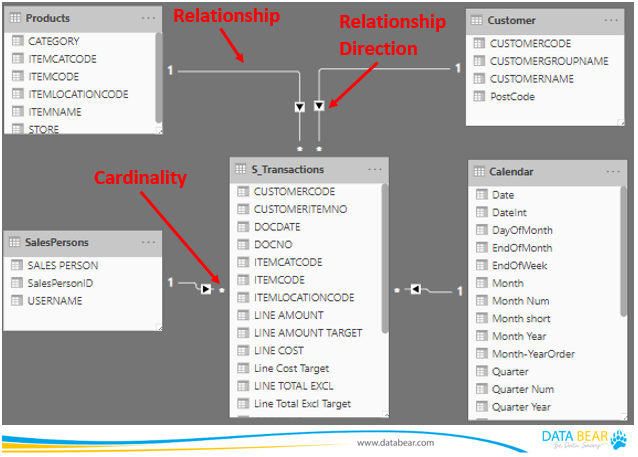 Products
CATEGORY
ITEMCATCODE
ITEMCODE
ITEMLOCATIONCODE
ITEMNAME
STORE
Relationship
Relationship
Direction
Customer
CUSTOMERCODE
CUSTOMERGROUPNAME
CUSTOMERNAME
PostCode
1
1
*
*
Cardinality
SalesPersons
SALES PERSON
SalesPersonID
USERNAME
1
*
S_Transactions
CUSTOMERCODE
CUSTOMERITEMNO
DOCDATE
DOCNO
ITEMCATCODE
ITEMCODE
ITEMLOCATIONCODE
LINE AMOUNT
LINE AMOUNT TARGET
LINE COST
Line Cost Target
LINE TOTAL EXCL
Line Total Excl Target
*
1
Calendar
Date
DateInt
DayOfMonth
EndOfMonth
EndOfWeek
Month
Month Num
Month short
Month Year
Month-YearOrder
Quarter
Quarter Num
Quarter Year
www.databear.com
DATA BEAR